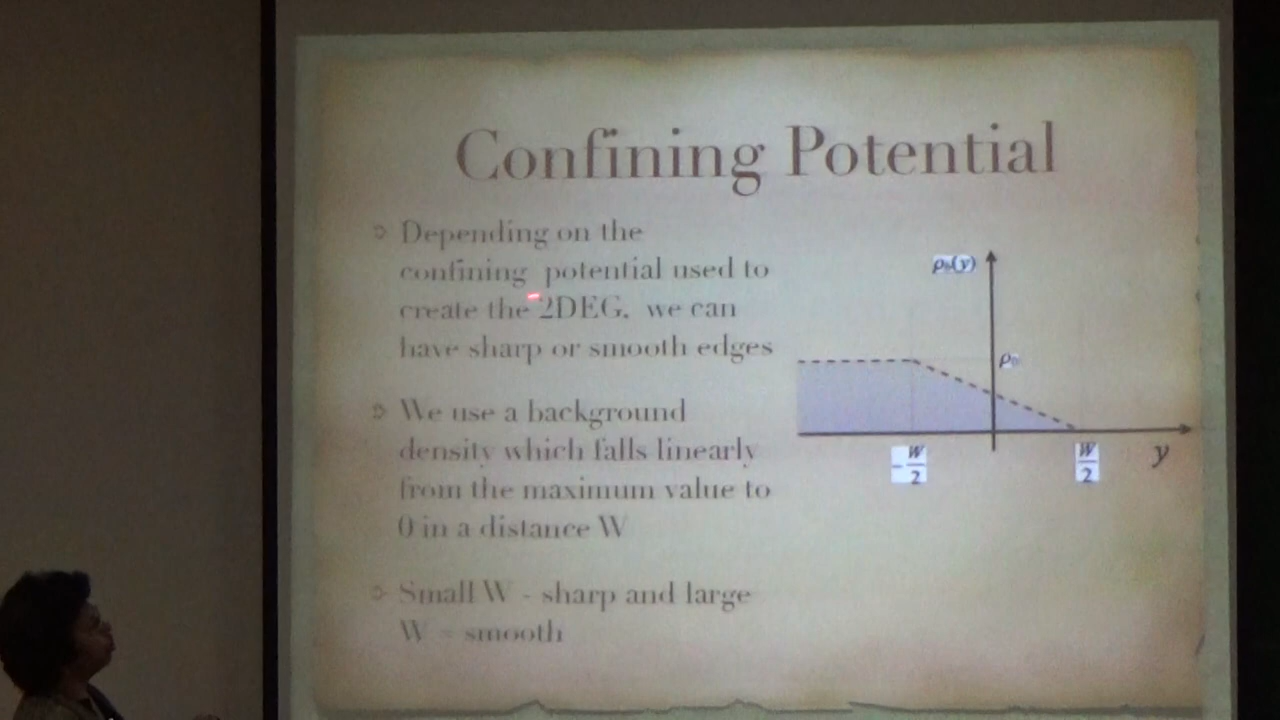 Confining Potential
Depending on the
confining potential used to
create the 2DEG, we can
have sharp or smooth edges
We use a background
density which falls linearly
from the maximum value to
0 in a distance W
Small W - sharp and large
W = smooth
ρb(y)
ρ0
-W/2
W/2
y